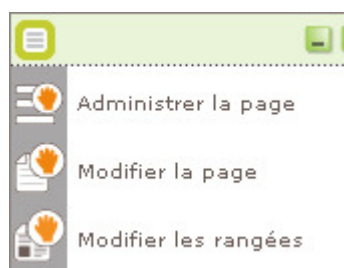 Administrer la page
Modifier la page
Modifier les rangées